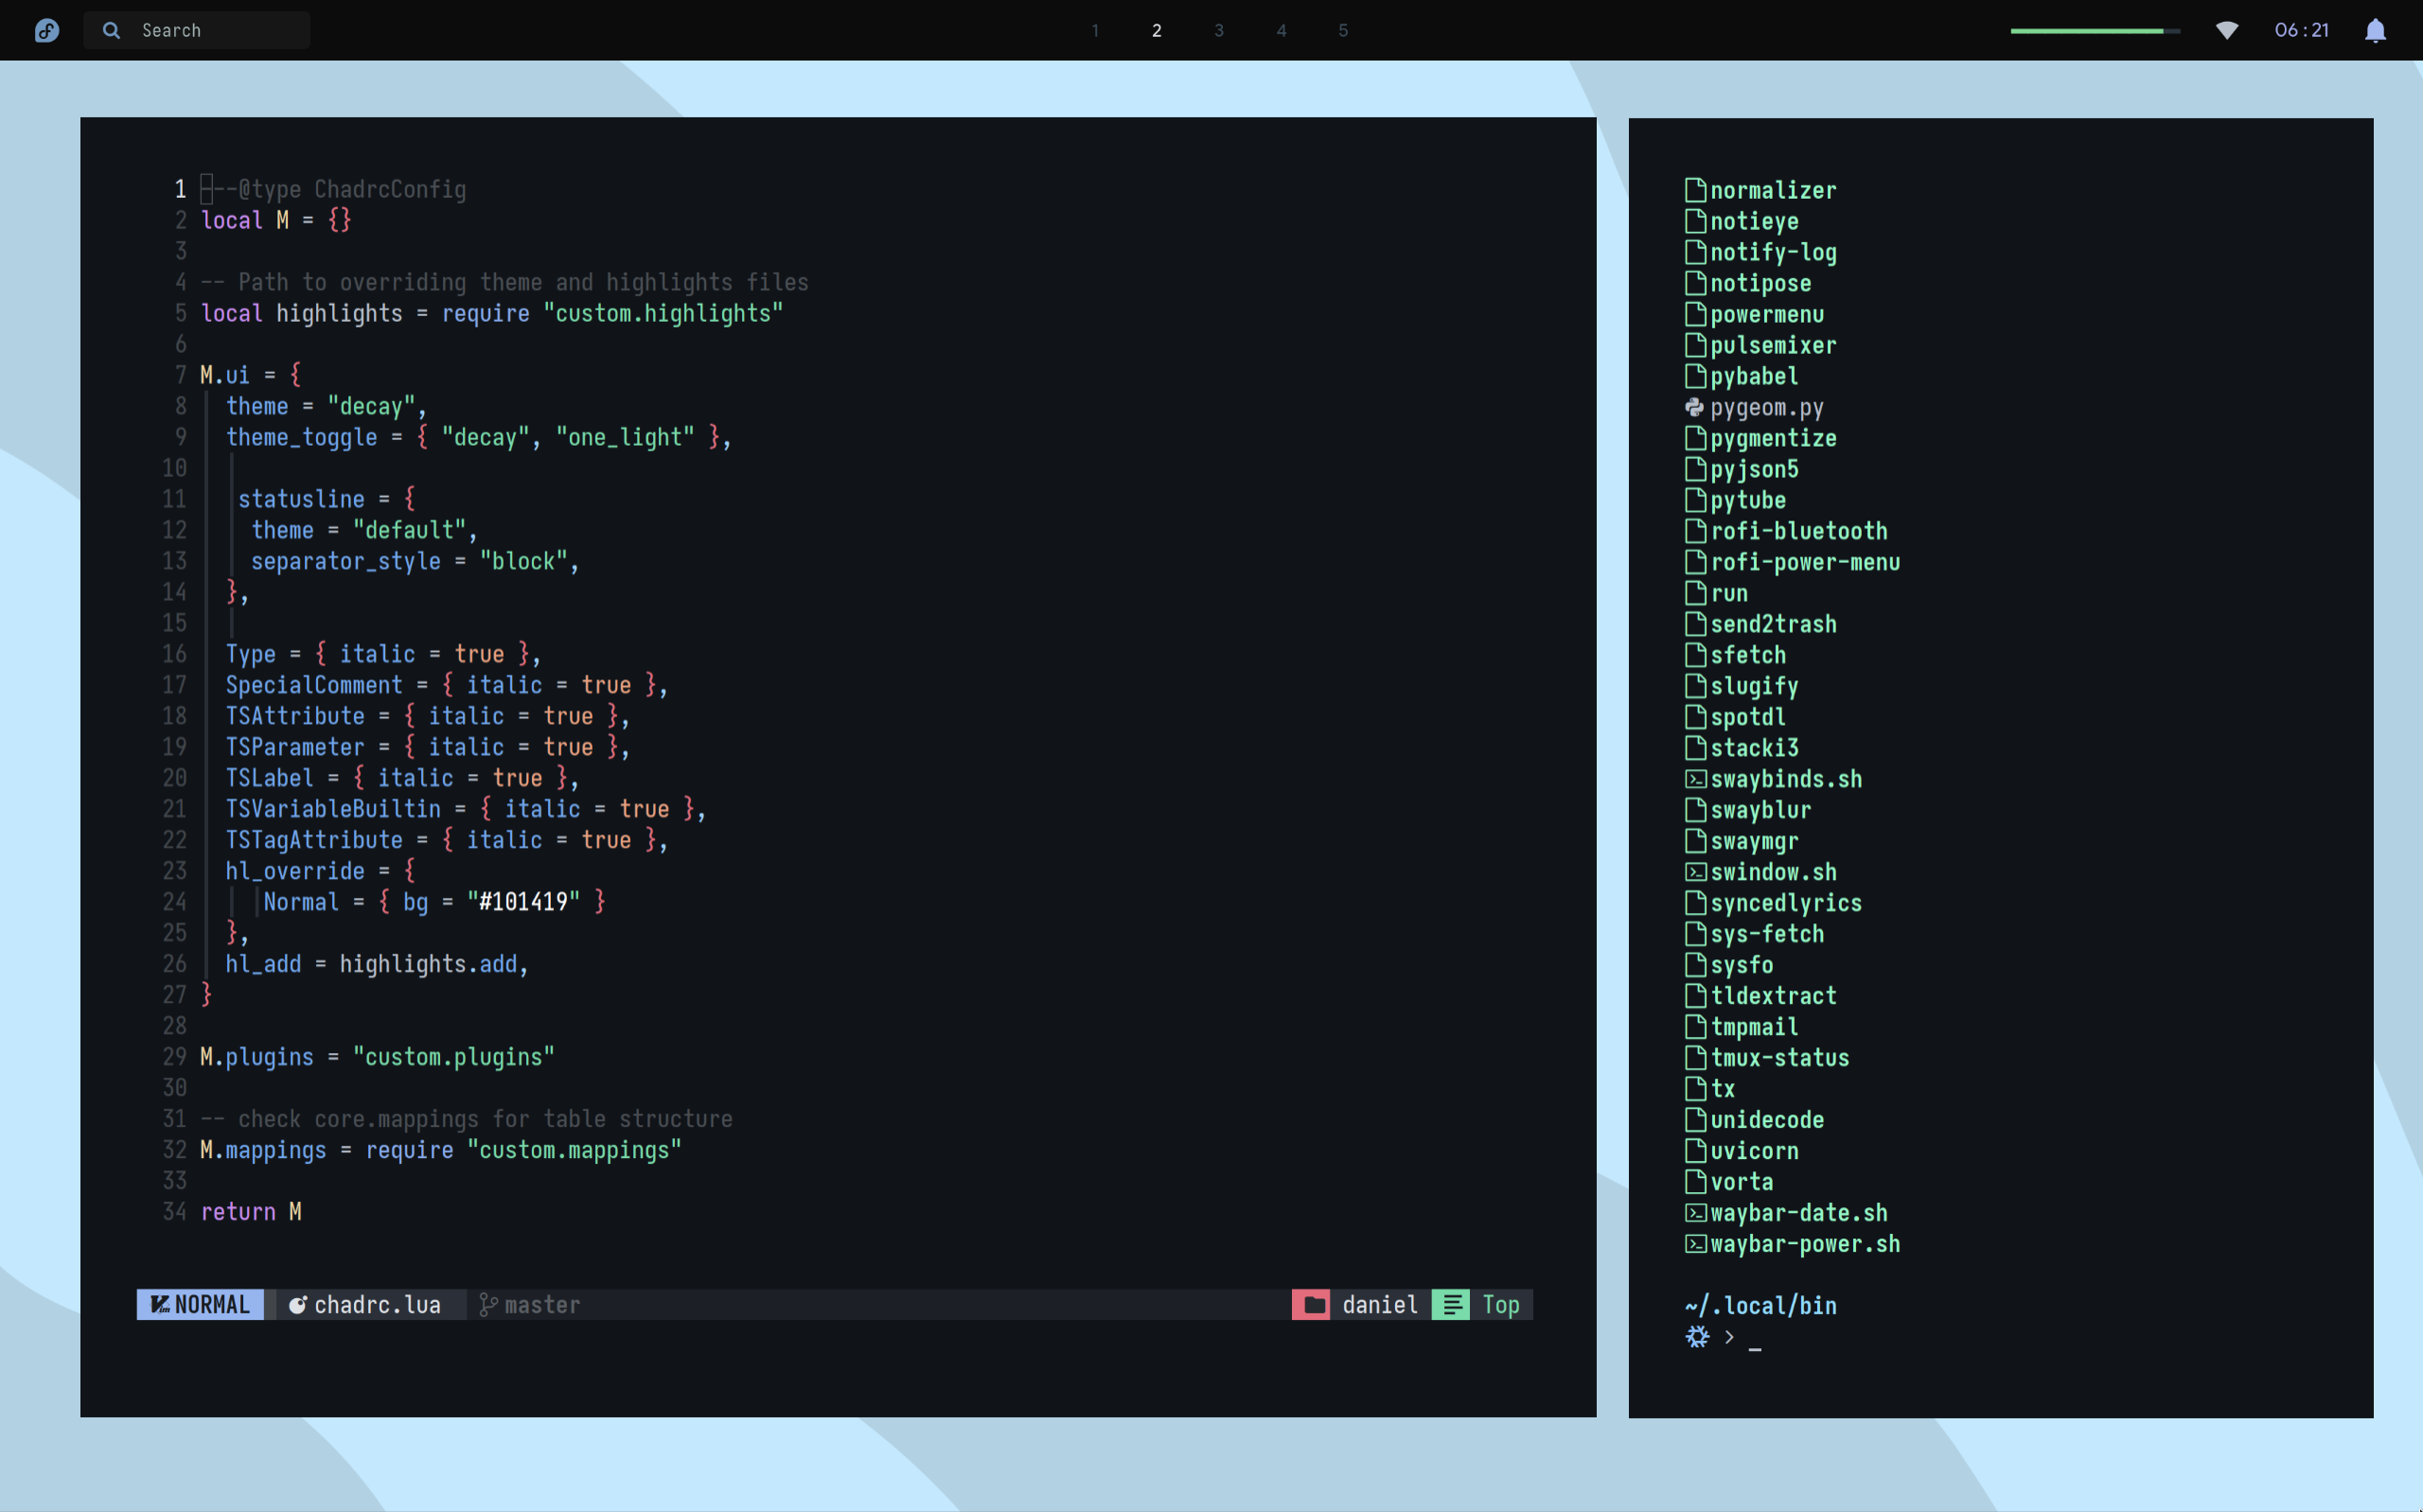 Search
1 2 3 4 5
06:21
1 ---@type ChadrcConfig
2 local M = {}
3
4 -- Path to overriding theme and highlights files
5 local highlights = require "custom.highlights"
6
7 M.ui = {
8 theme = "decay",
9 theme_toggle = { "decay", "one_light" },
10
11 statusline = {
12 theme = "default",
13 separator_style = "block",
14 },
15
16 Type = { italic = true },
17 SpecialComment = { italic = true },
18 TSAttribute = { italic = true },
19 TSParameter = { italic = true },
20 TSLabel = { italic = true },
21 TSVariableBuiltin = { italic = true },
22 TSTagAttribute = { italic = true },
23 hl_override = {
24 Normal = { bg = "#101419" }
25 },
26 hl_add = highlights.add,
27 }
28
29 M.plugins = "custom.plugins"
30
31 -- check core.mappings for table structure
32 M.mappings = require "custom.mappings"
33
34 return M
NORMAL chadrc.lua master daniel Top
normalizer
notieye
notify-log
notipose
powermenu
pulsemixer
pybabel
pygeom.py
pygmentize
pyjson5
pytube
rofi-bluetooth
rofi-power-menu
run
send2trash
sfetch
slugify
spotdl
stacki3
swaybinds.sh
swayblur
swaymgr
swindow.sh
syncedlyrics
sys-fetch
sysfo
tldextract
tmpmail
tmux-status
tx
unidecode
uvicorn
vorta
waybar-date.sh
waybar-power.sh
~/.local/bin
> _